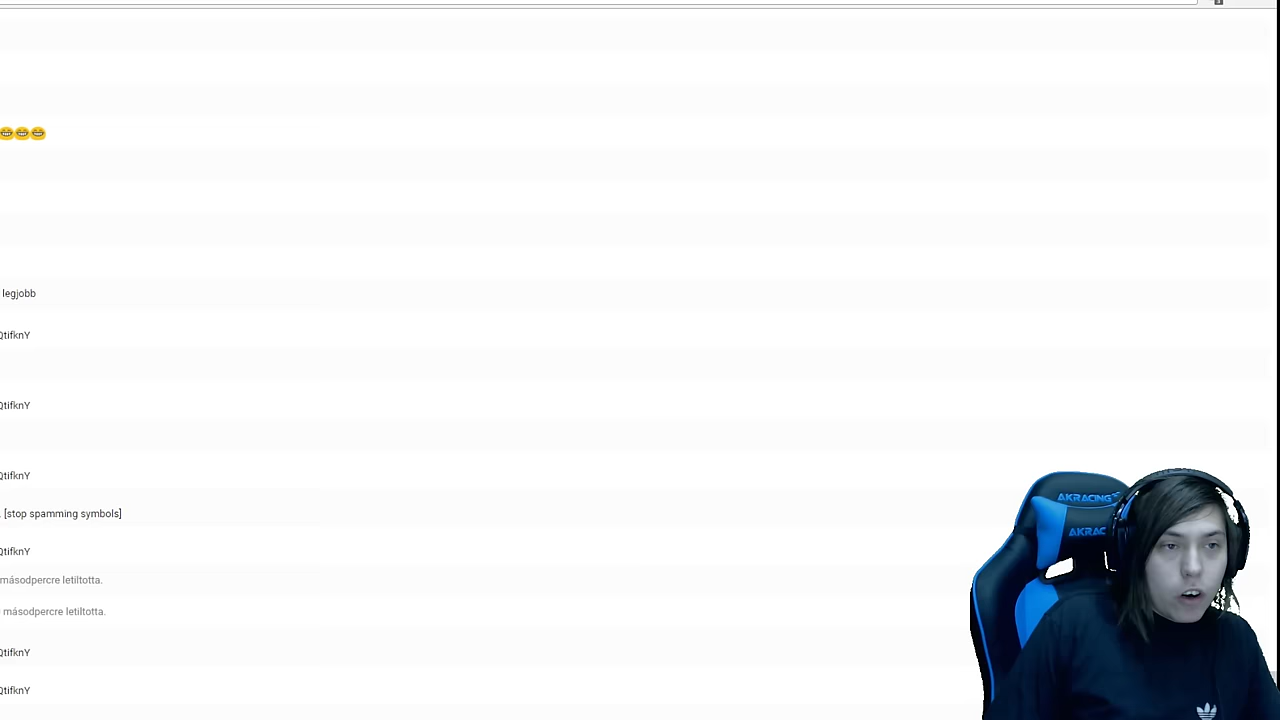 legjobb
QtifknY
QtifknY
QtifknY
[stop spamming symbols]
QtifknY
másodpercre letiltotta.
másodpercre letiltotta.
QtifknY
QtifknY
AKRACING
AKRAC